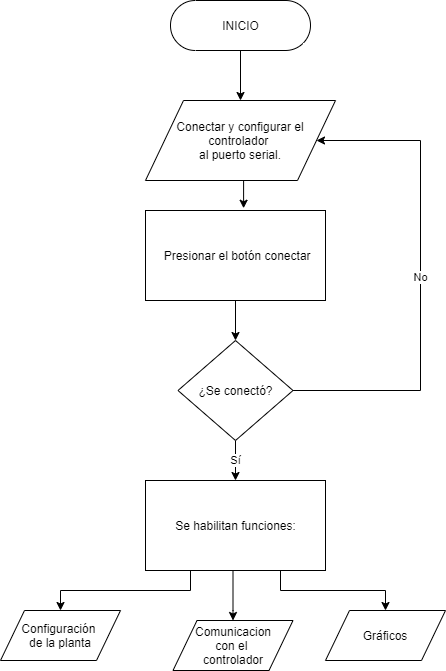 INICIO
Conectar y configurar el
controlador
al puerto serial.
Presionar el botón conectar
No
¿Se conectó?
Sí
Se habilitan funciones:
Configuración
de la planta
Comunicacion
con el
controlador
Gráficos